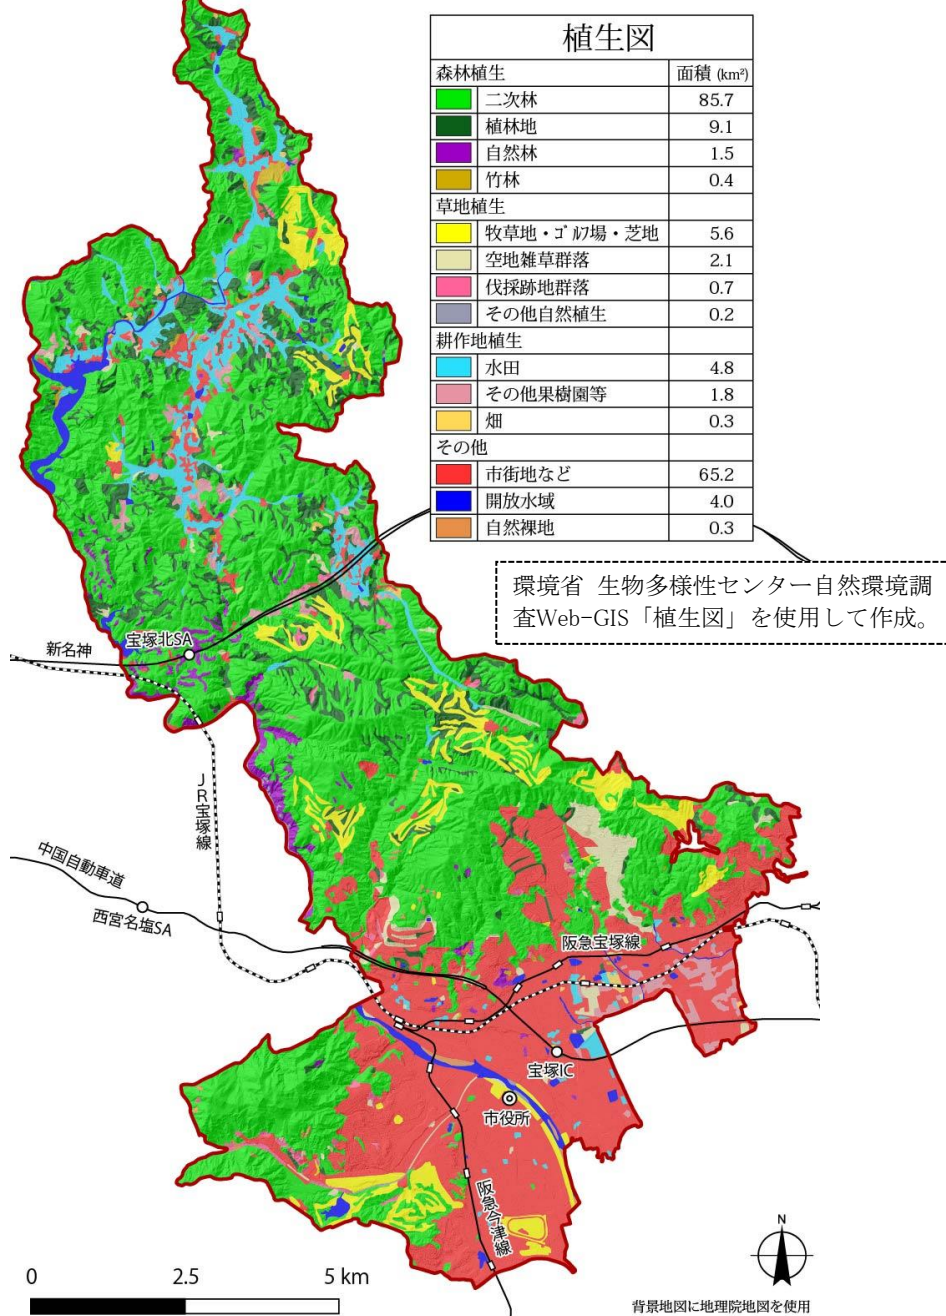 植生図
森林植生 面積 (km²)
二次林 85.7
植林地 9.1
自然林 1.5
竹林 0.4
草地植生
牧草地・ゴルフ場・芝地 5.6
空地雑草群落 2.1
伐採跡地群落 0.7
その他自然植生 0.2
耕作地植生
水田 4.8
その他果樹園等 1.8
畑 0.3
その他
市街地など 65.2
開放水域 4.0
自然裸地 0.3
環境省 生物多様性センター自然環境調
査Web-GIS「植生図」を使用して作成。
宝塚北SA
新名神
JR宝塚線
中国自動車道
西宮名塩SA
阪急宝塚線
宝塚IC
市役所
阪急今津線
N
0 2.5 5 km
背景地図に地理院地図を使用